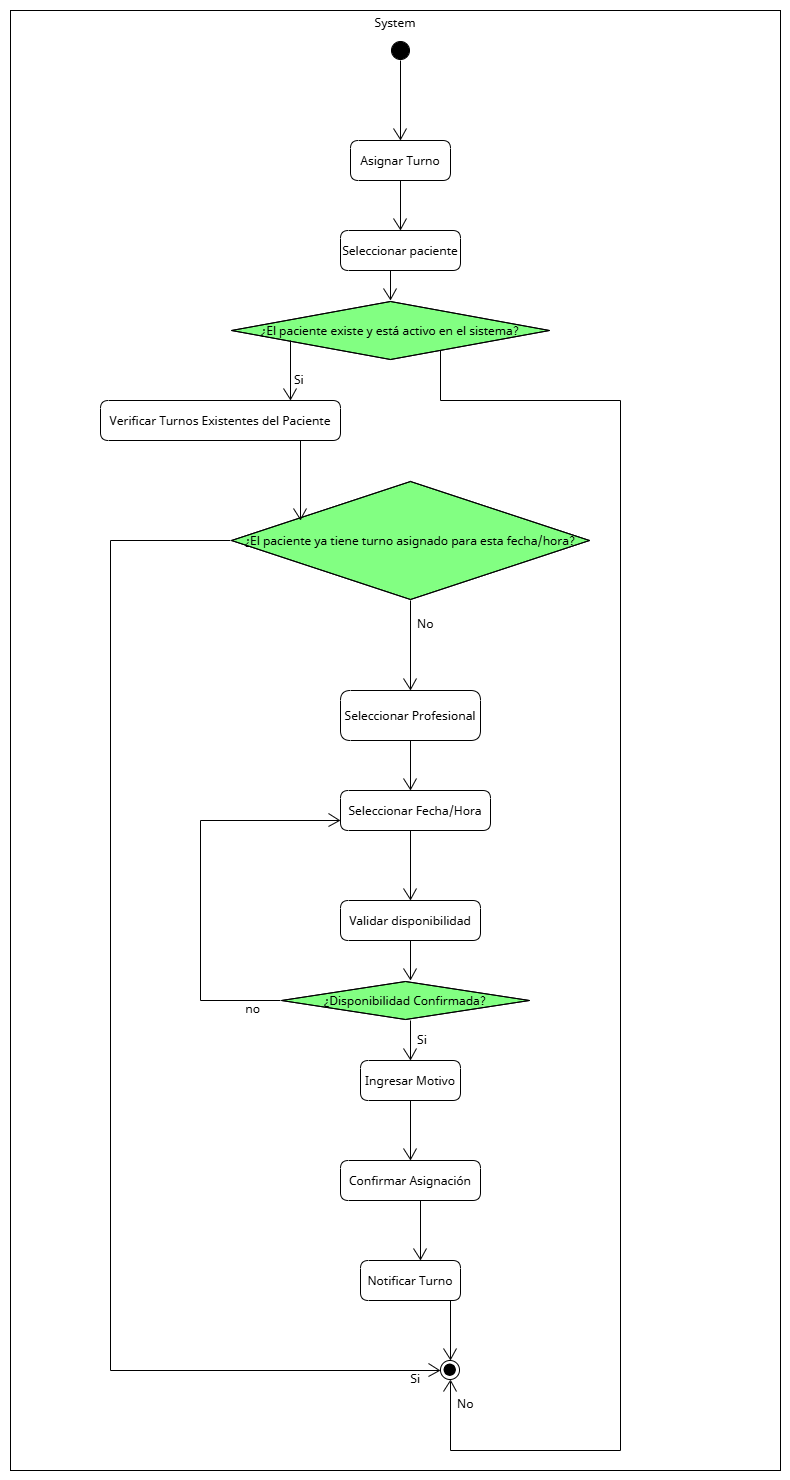 System
Asignar Turno
Seleccionar paciente
¿El paciente existe y está activo en el sistema?
Si
Verificar Turnos Existentes del Paciente
¿El paciente ya tiene turno asignado para esta fecha/hora?
No
Seleccionar Profesional
Seleccionar Fecha/Hora
Validar disponibilidad
¿Disponibilidad Confirmada?
no
Si
Ingresar Motivo
Confirmar Asignación
Notificar Turno
Si
No